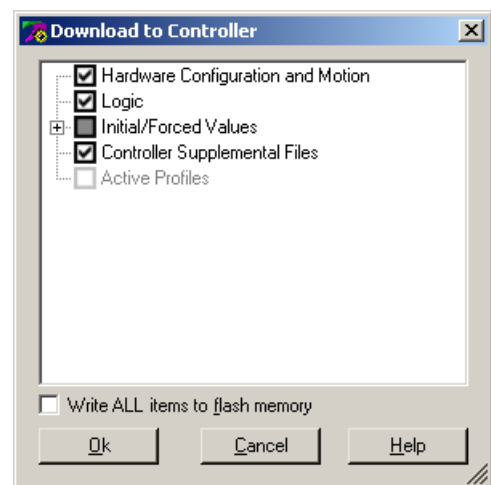 Download to Controller
Hardware Configuration and Motion
Logic
Initial/Forced Values
Controller Supplemental Files
Active Profiles
Write ALL items to flash memory
Ok Cancel Help